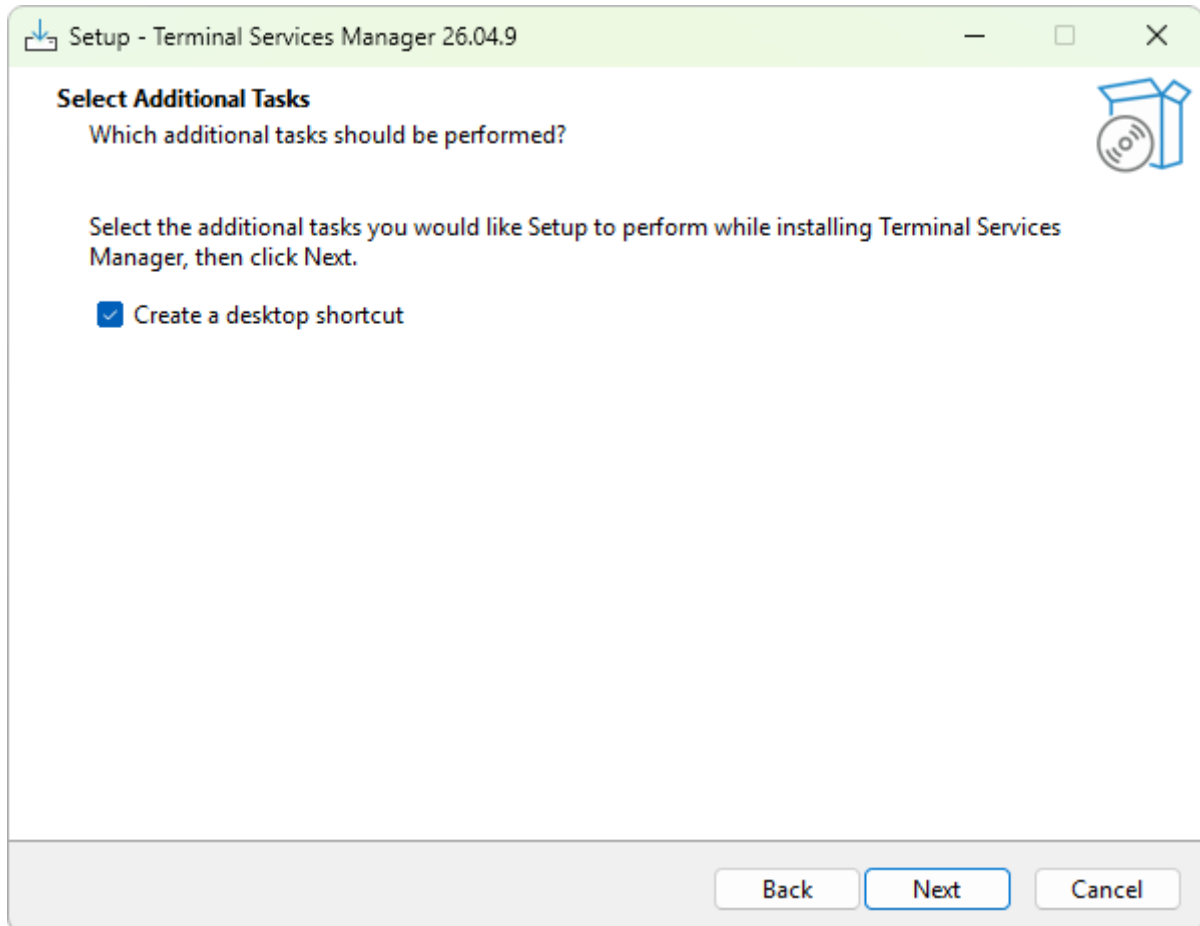 Setup - Terminal Services Manager 26.04.9
Select Additional Tasks
Which additional tasks should be performed?
Select the additional tasks you would like Setup to perform while installing Terminal Services
Manager, then click Next.
Create a desktop shortcut
Back
Next
Cancel